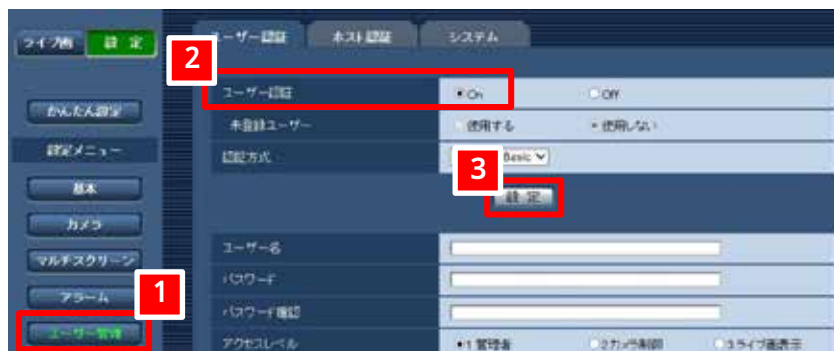 ライブ画 設定
かんたん設定
設定メニュー
基本
カメラ
マルチスクリーン
アラーム
1
ユーザー管理
ユーザー認証 ホスト認証 システム
2
ユーザー認証 On Off
未登録ユーザー 使用する 使用しない
認証方式 Basic
3
設定
ユーザー名
パスワード
パスワード確認
アクセスレベル 1.管理者 2.カメラ制御 3.ライブ画表示